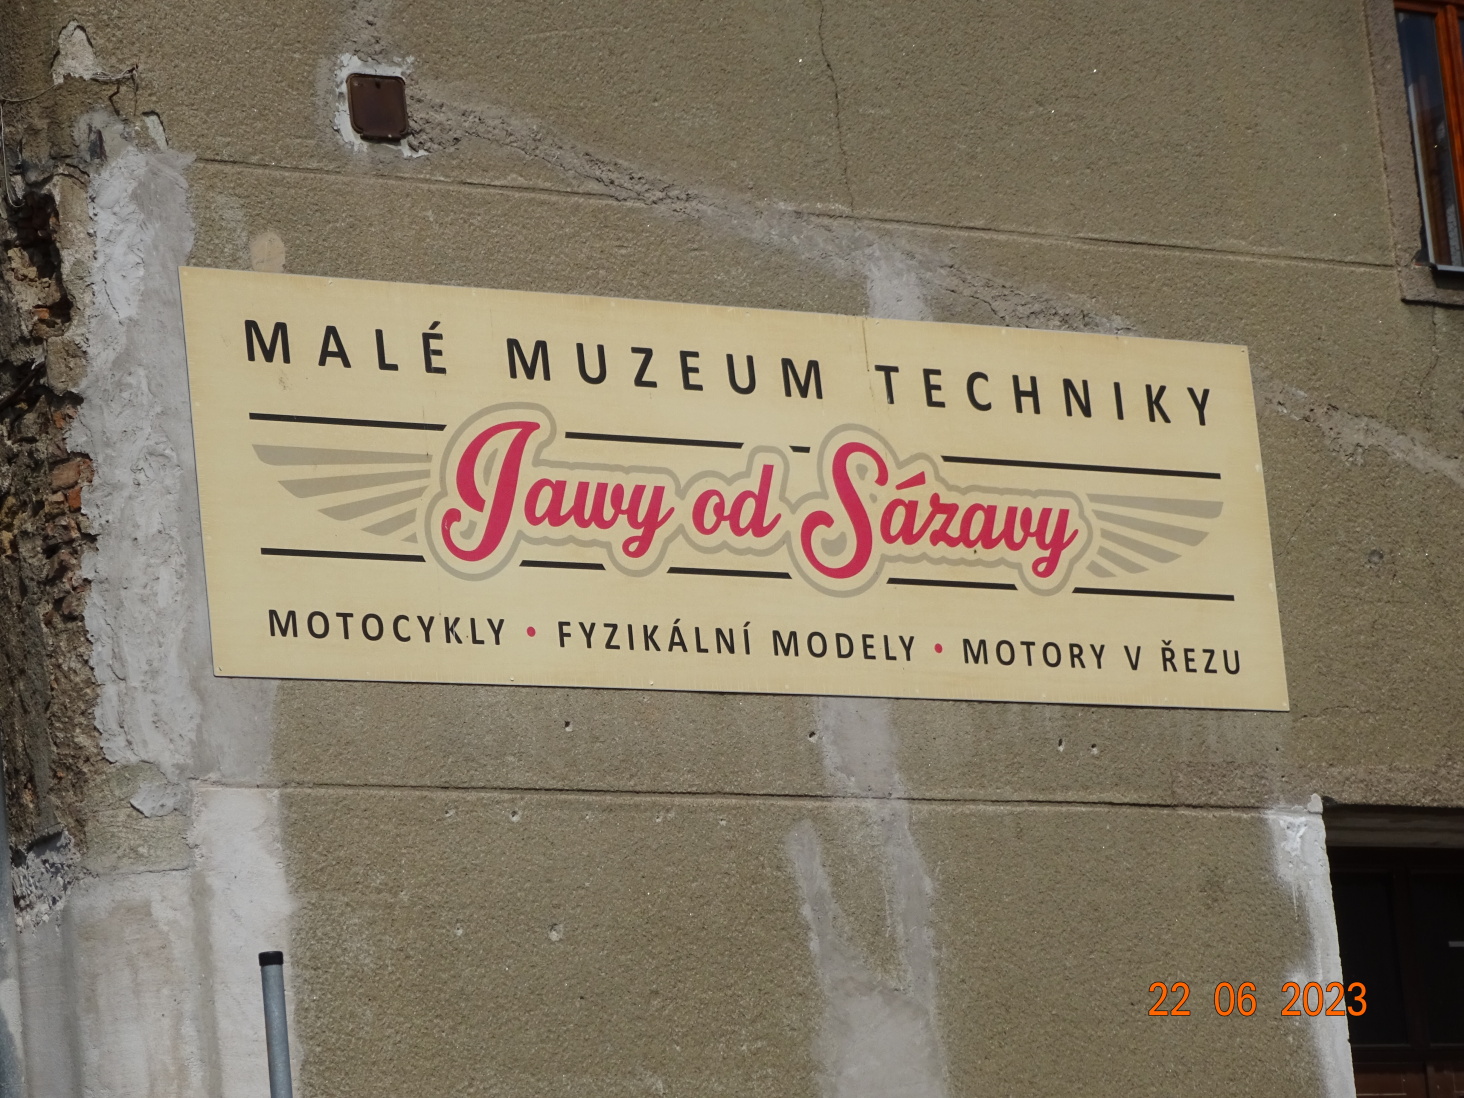 MALÉ MUZEUM TECHNIKY
Jawy od Sázavy
MOTOCYKLY • FYZIKÁLNÍ MODELY • MOTORY V ŘEZU
22 06 2023